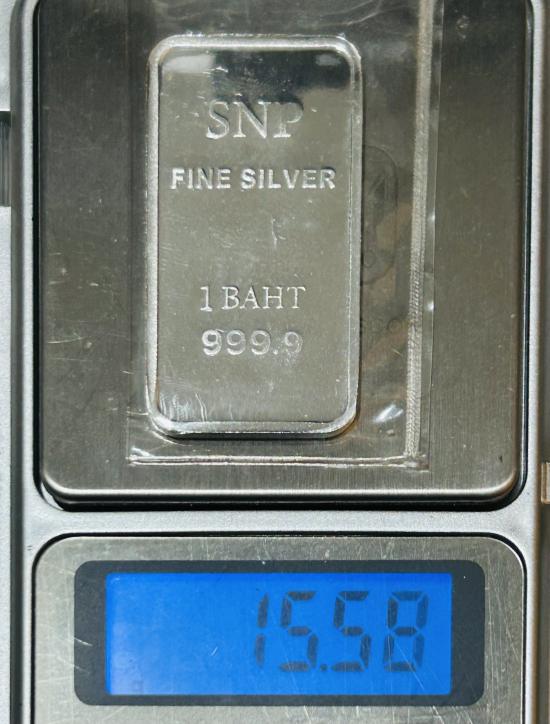 SNP
FINE SILVER
1 BAHT
999.9
15.58